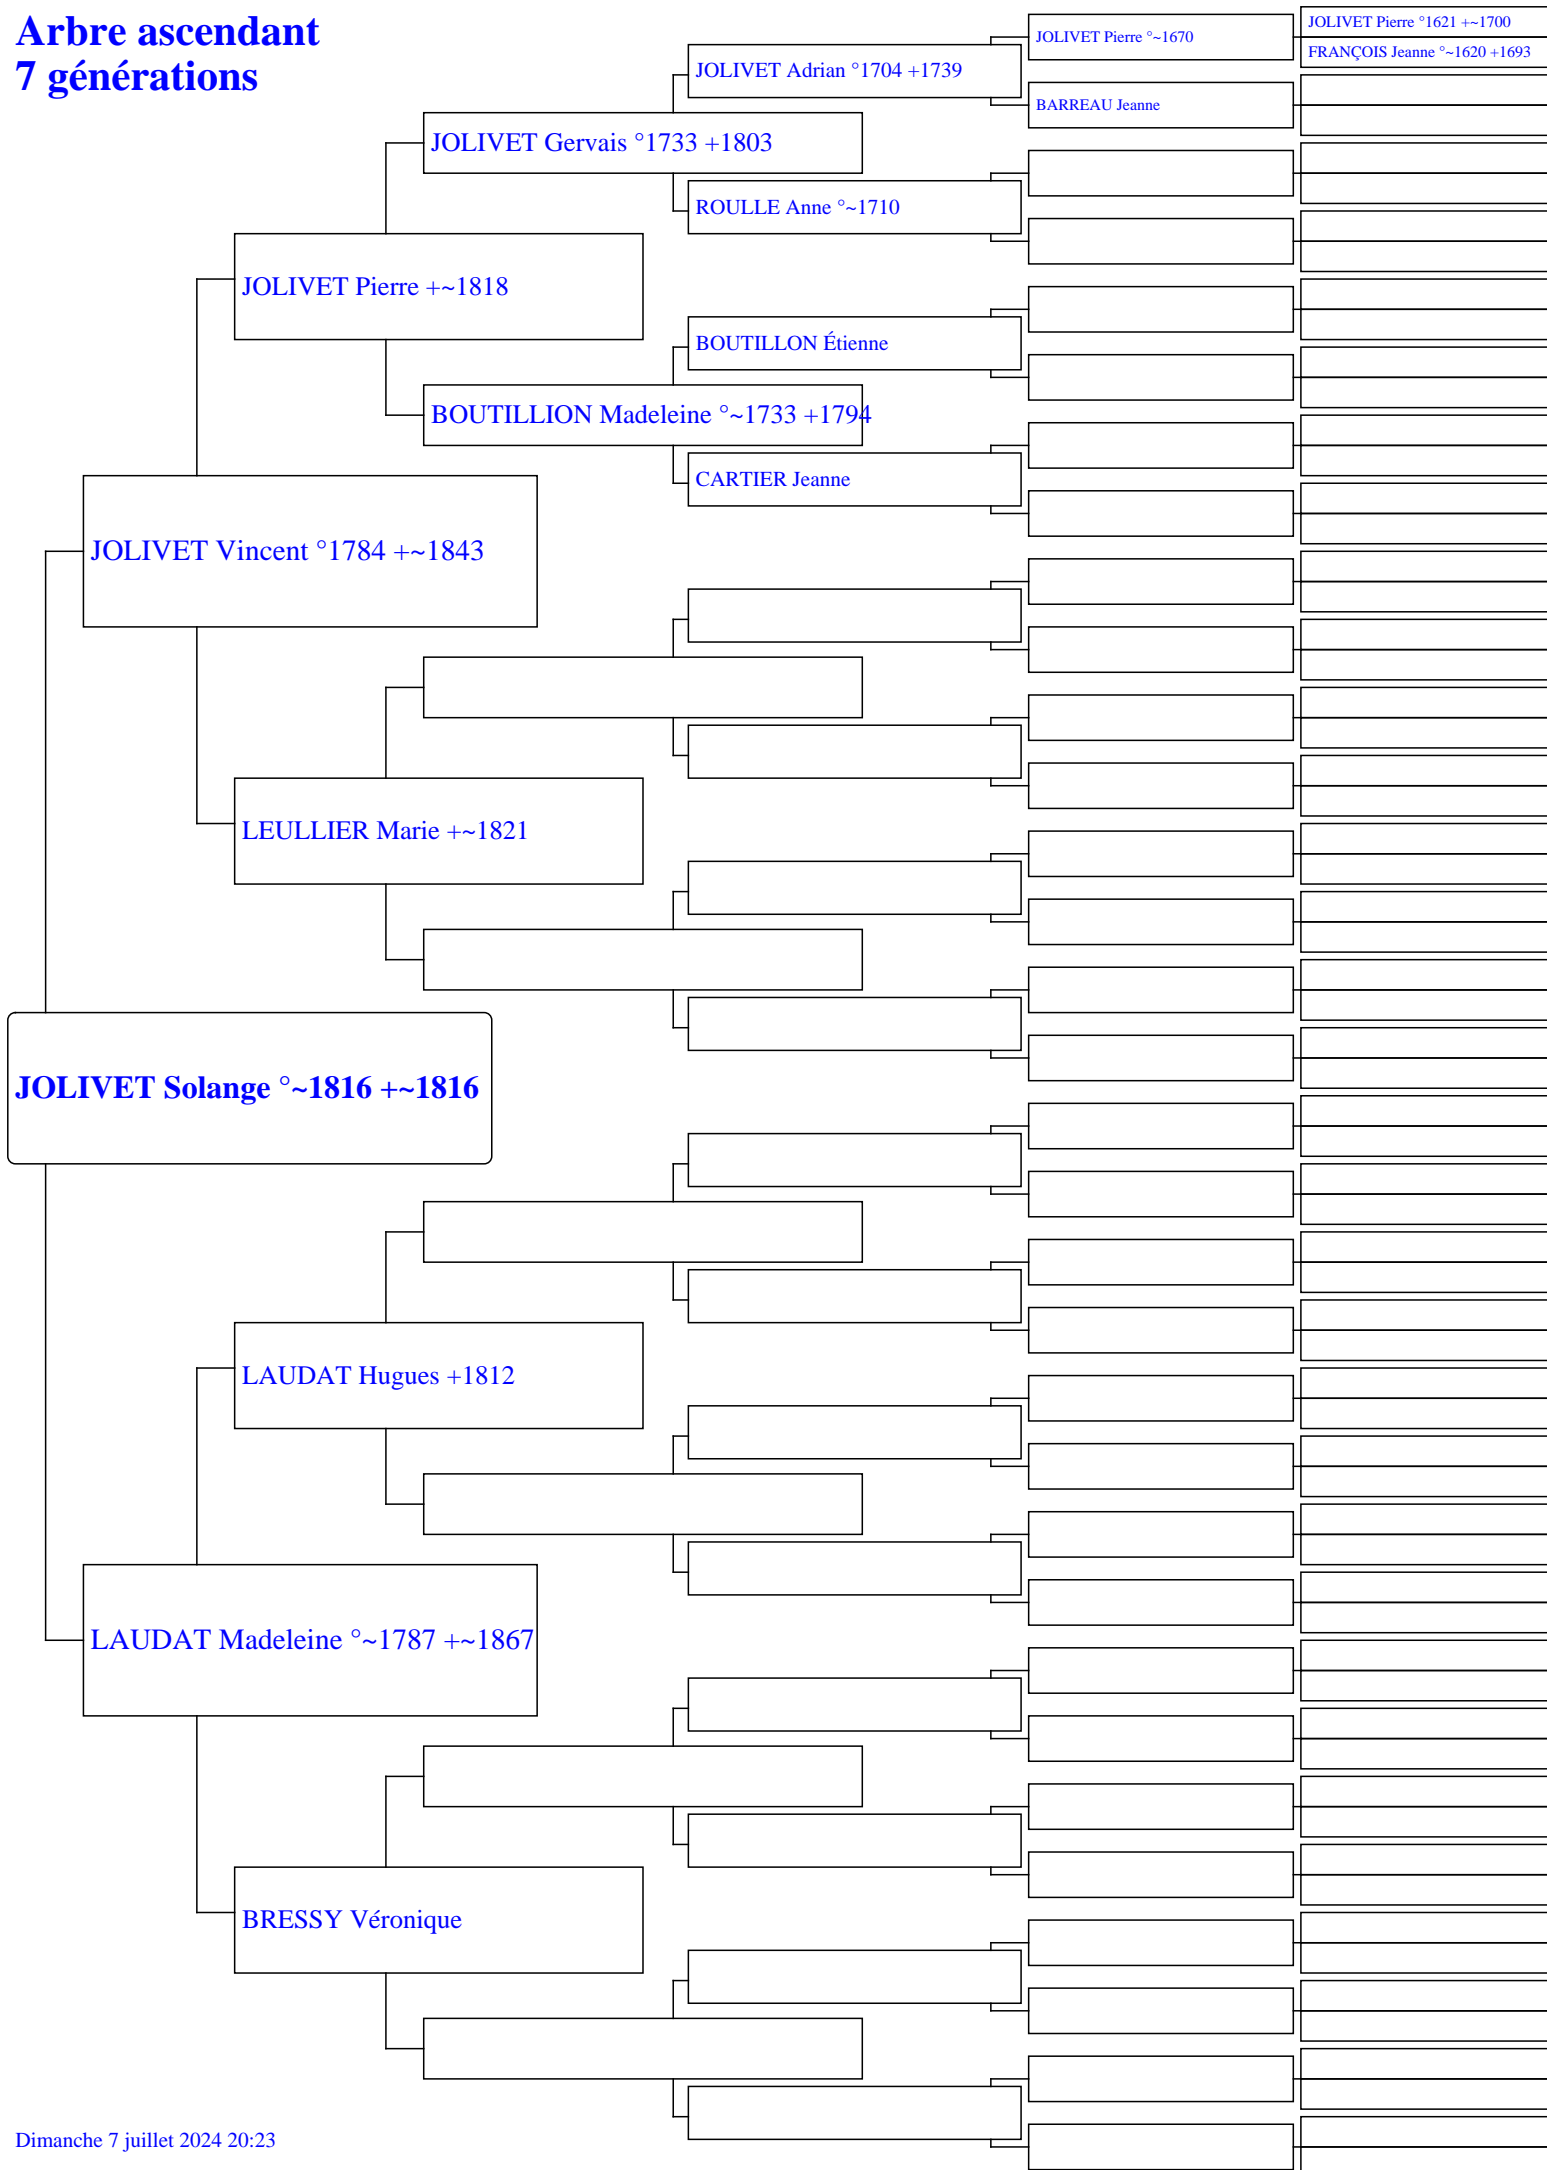 Arbre ascendant
7 générations
JOLIVET Pierre °1621 +~1700
JOLIVET Pierre °~1670
FRANÇOIS Jeanne °~1620 +1693
JOLIVET Adrian °1704 +1739
BARREAU Jeanne
JOLIVET Gervais °1733 +1803
ROULLE Anne °~1710
JOLIVET Pierre +~1818
BOUTILLON Étienne
BOUTILLION Madeleine °~1733 +1794
CARTIER Jeanne
JOLIVET Vincent °1784 +~1843
LEULLIER Marie +~1821
JOLIVET Solange °~1816 +~1816
LAUDAT Hugues +1812
LAUDAT Madeleine °~1787 +~1867
BRESSY Véronique
Dimanche 7 juillet 2024 20:23